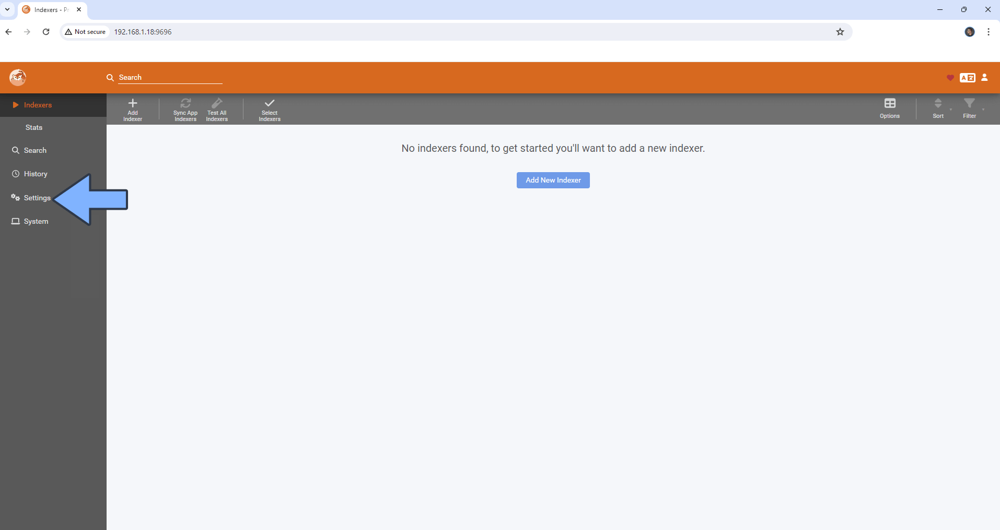 Indexers - Pr
Not secure
192.168.1.18:9696
Search
Indexers
Stats
Search
History
Settings
System
Add
Indexer
Sync App
Indexers
Test All
Indexers
Select
Indexers
Options
Sort
Filter
No indexers found, to get started you'll want to add a new indexer.
Add New Indexer